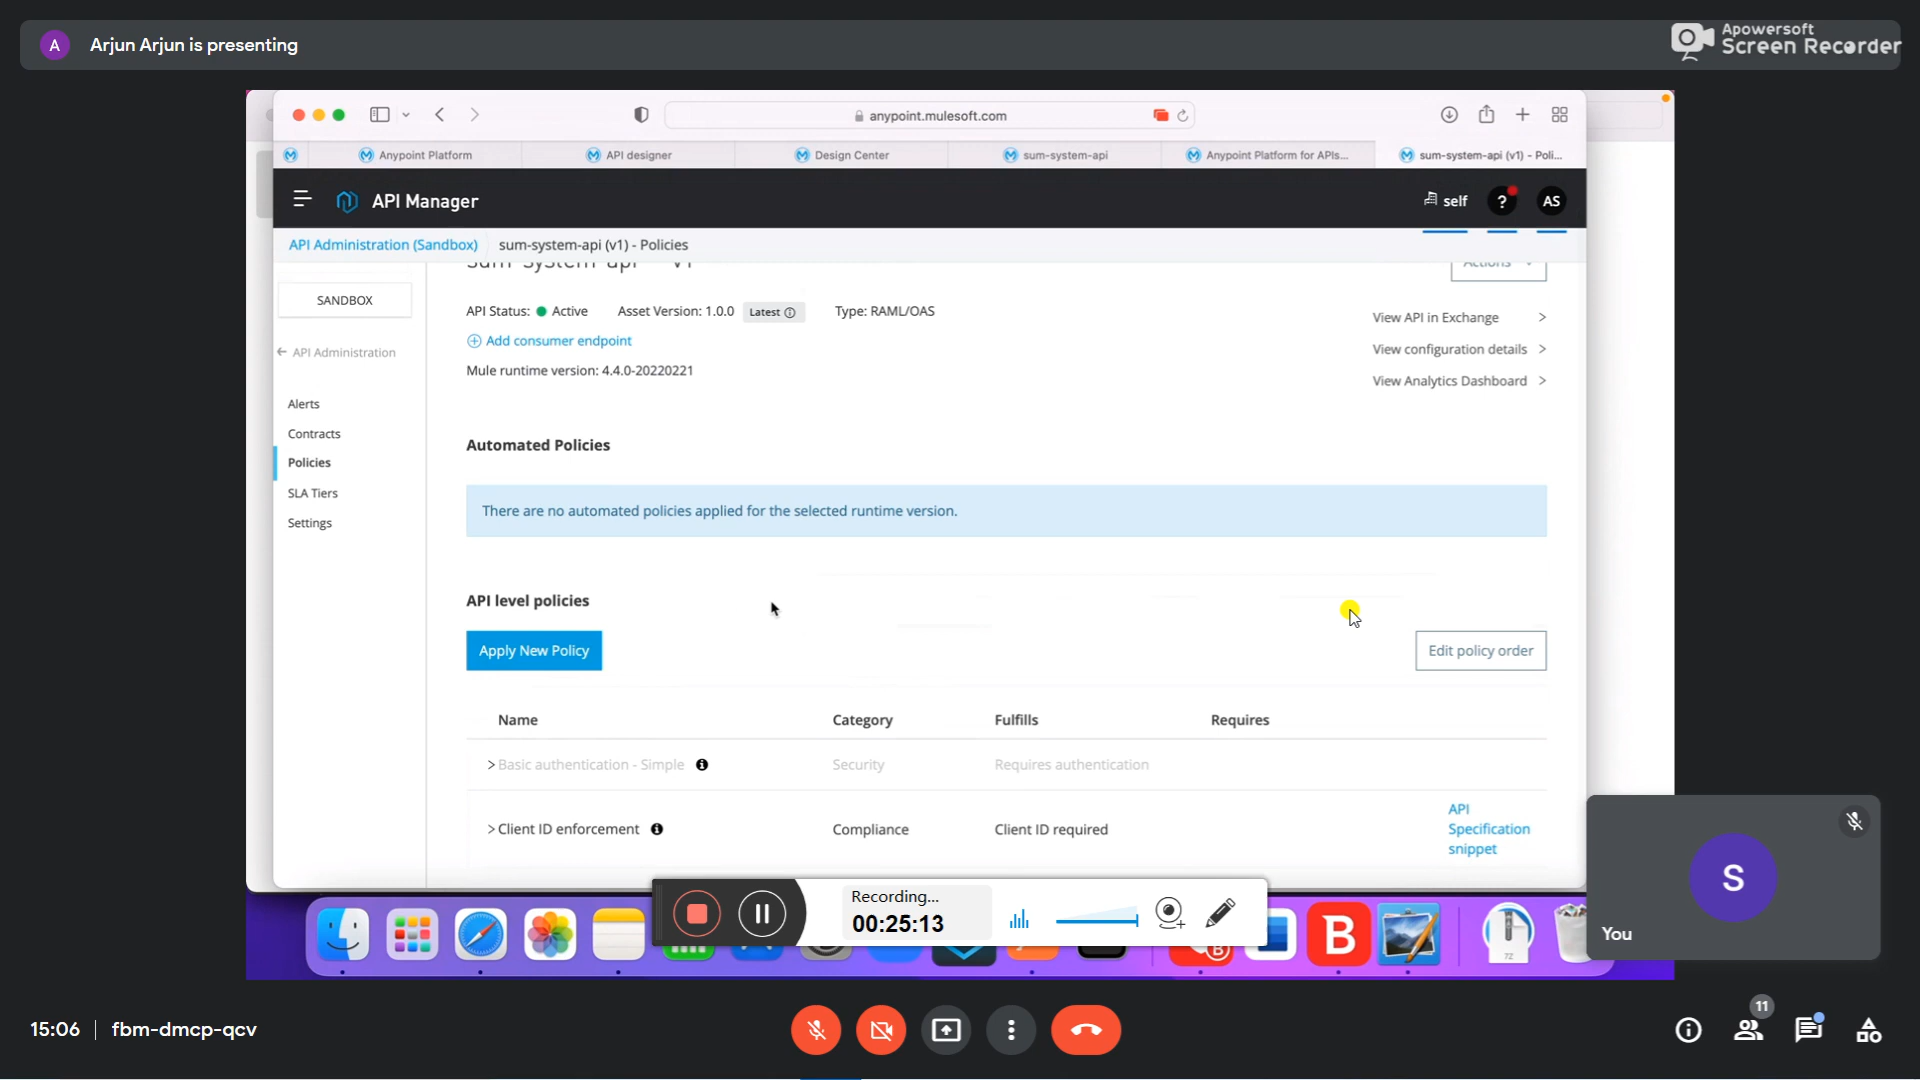 A Arjun Arjun is presenting
Apowersoft
Screen Recorder
anypoint.mulesoft.com
Anypoint Platform
API designer
Design Center
sum-system-api
Anypoint Platform for APIs...
sum-system-api (v1) - Poli...
API Manager
self
?
AS
API Administration (Sandbox)
sum-system-api (v1) - Policies
sum-system-api v1
Actions
SANDBOX
API Status: Active
Asset Version: 1.0.0
Latest
Type: RAML/OAS
View API in Exchange >
Add consumer endpoint
View configuration details >
API Administration
Mule runtime version: 4.4.0-20220221
View Analytics Dashboard >
Alerts
Contracts
Policies
SLA Tiers
Settings
Automated Policies
There are no automated policies applied for the selected runtime version.
API level policies
Apply New Policy
Edit policy order
Name
Category
Fulfills
Requires
> Basic authentication - Simple
Security
Requires authentication
> Client ID enforcement
Compliance
Client ID required
API
Specification
snippet
Recording...
00:25:13
B
B
7Z
S
You
15:06 | fbm-dmcp-qcv
11